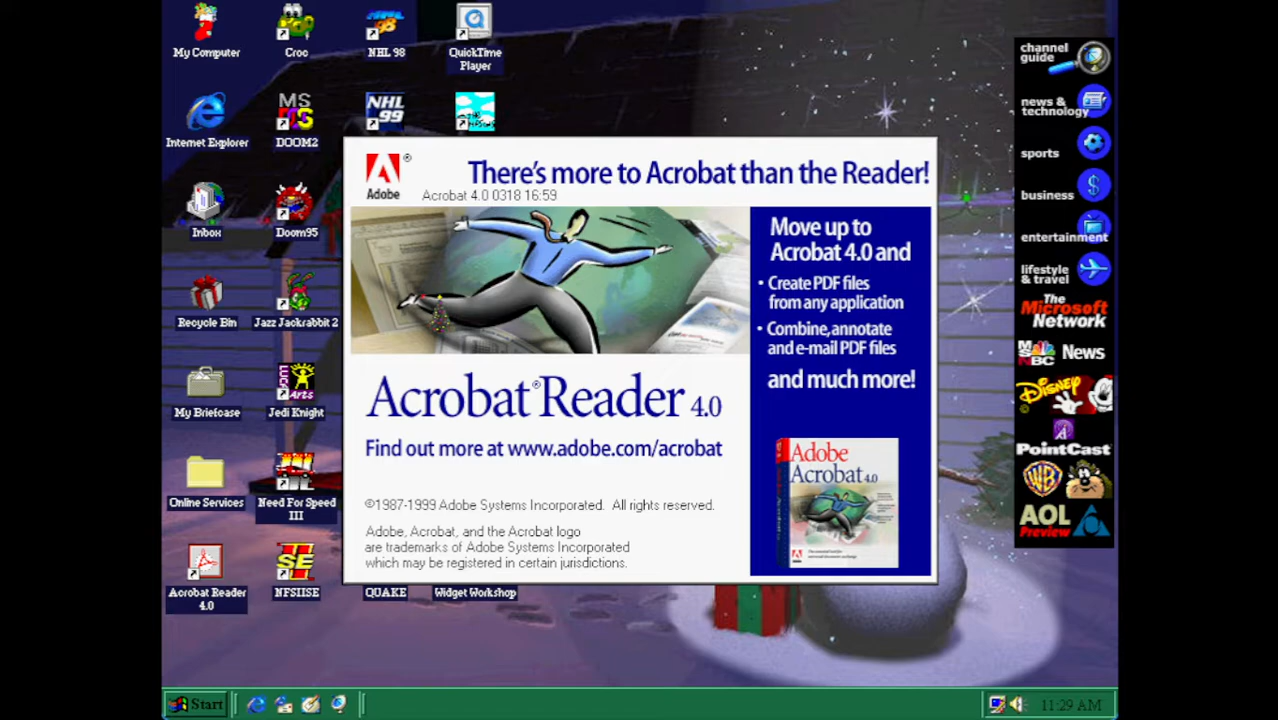 My Computer
Croc
NHL 98
QuickTime
Player
Internet Explorer
MS
DOOM2
NHL
99
Inbox
Doom95
Recycle Bin
Jazz Jackrabbit 2
My Briefcase
Jedi Knight
Online Services
Need For Speed
III
Acrobat Reader
4.0
SE
NFSIISE
QUAKE
Widget Workshop
Adobe
®
There's more to Acrobat than the Reader!
Acrobat 4.0 0318 16:59
Move up to
Acrobat 4.0 and
• Create PDF files
from any application
• Combine, annotate
and e-mail PDF files
and much more!
Acrobat® Reader 4.0
Find out more at www.adobe.com/acrobat
©1987-1999 Adobe Systems Incorporated. All rights reserved.
Adobe, Acrobat, and the Acrobat logo
are trademarks of Adobe Systems Incorporated
which may be registered in certain jurisdictions.
Adobe
Acrobat 4.0
channel
guide
news &
technology
sports
business
entertainment
lifestyle
& travel
The
Microsoft
Network
MSNBC News
DISNEY
PointCast
WB
AOL
Preview
Start
11:29 AM